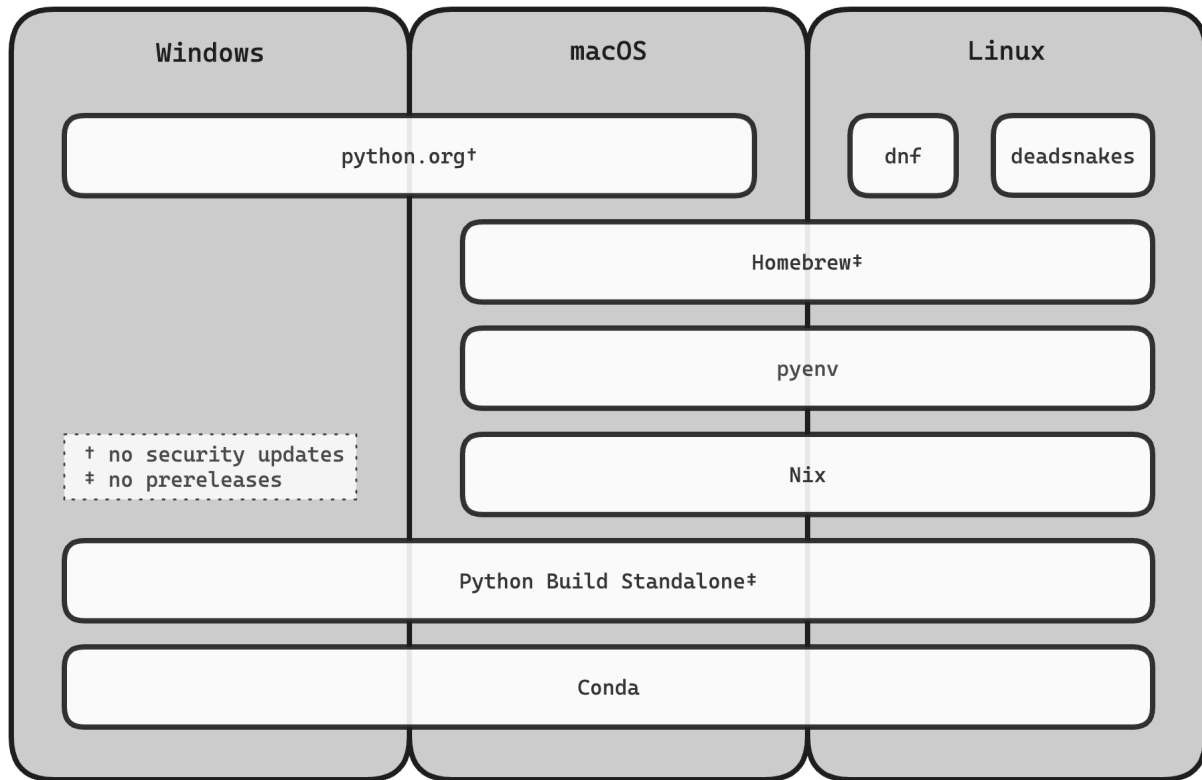 Windows
macOS
Linux
python.org†
dnf
deadsnakes
Homebrew‡
pyenv
† no security updates
‡ no prereleases
Nix
Python Build Standalone‡
Conda